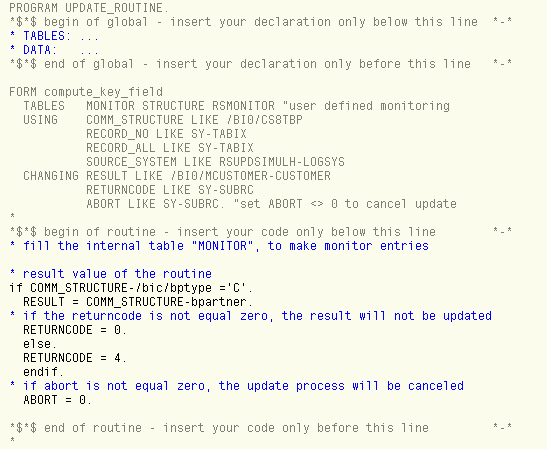 PROGRAM UPDATE_ROUTINE.
*$*$ begin of global - insert your declaration only below this line  *-*
* TABLES: ...
* DATA:   ...
*$*$ end of global - insert your declaration only before this line   *-*

FORM compute_key_field
  TABLES   MONITOR STRUCTURE RSMONITOR "user defined monitoring
  USING    COMM_STRUCTURE LIKE /BI0/CS8TBP
           RECORD_NO LIKE SY-TABIX
           RECORD_ALL LIKE SY-TABIX
           SOURCE_SYSTEM LIKE RSUPDSIMULH-LOGSYS
  CHANGING RESULT LIKE /BI0/MCUSTOMER-CUSTOMER
           RETURNCODE LIKE SY-SUBRC
           ABORT LIKE SY-SUBRC. "set ABORT <> 0 to cancel update
*
*$*$ begin of routine - insert your code only below this line        *-*
* fill the internal table "MONITOR", to make monitor entries

* result value of the routine
if COMM_STRUCTURE-/bic/bptype ='C'.
  RESULT = COMM_STRUCTURE-bpartner.
* if the returncode is not equal zero, the result will not be updated
  RETURNCODE = 0.
  else.
  RETURNCODE = 4.
  endif.
* if abort is not equal zero, the update process will be canceled
  ABORT = 0.

*$*$ end of routine - insert your code only before this line         *-*
*